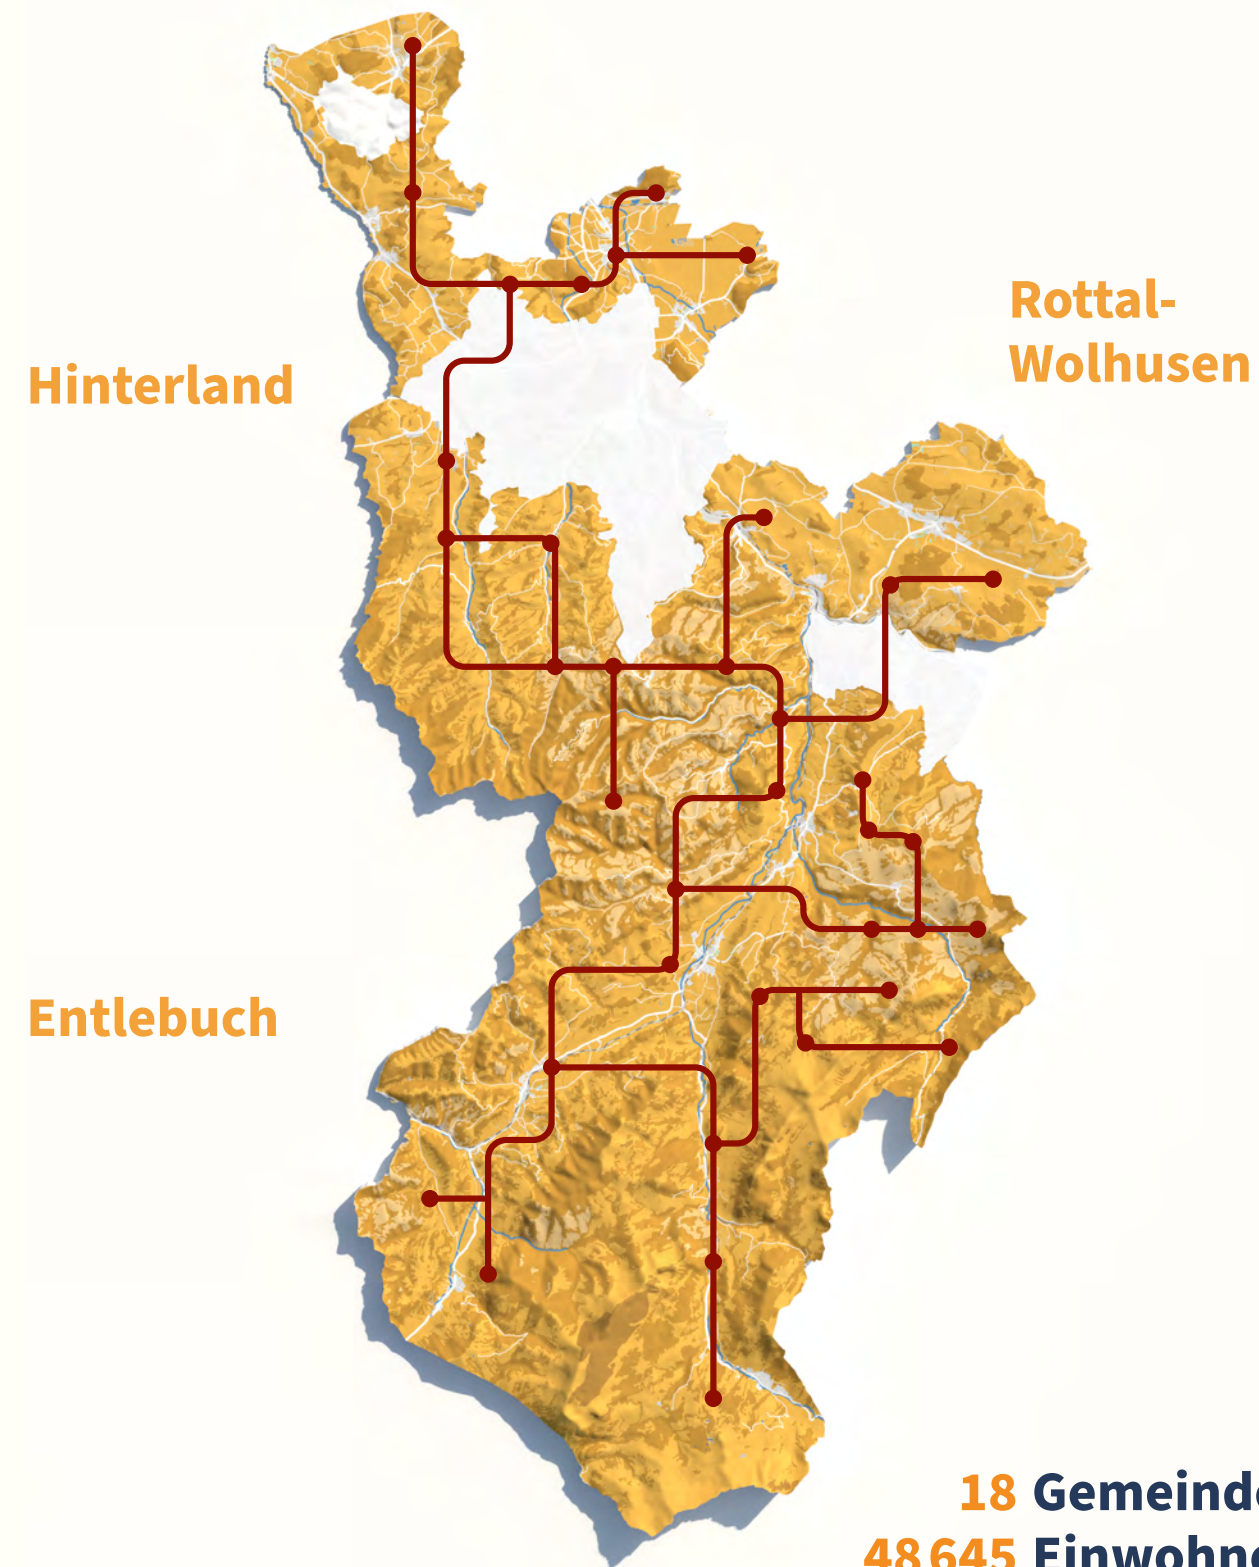 Rottal-
Wolhusen
Hinterland
Entlebuch
18 Gemeinde
48 645 Einwohne